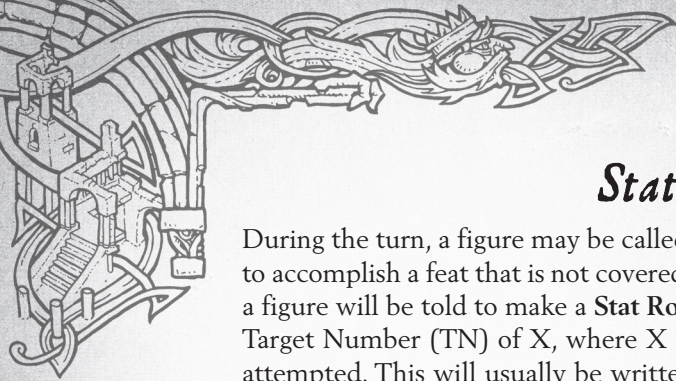 Stat
During the turn, a figure may be called
to accomplish a feat that is not covered
a figure will be told to make a Stat Ro
Target Number (TN) of X, where X
attempted. This will usually be writte